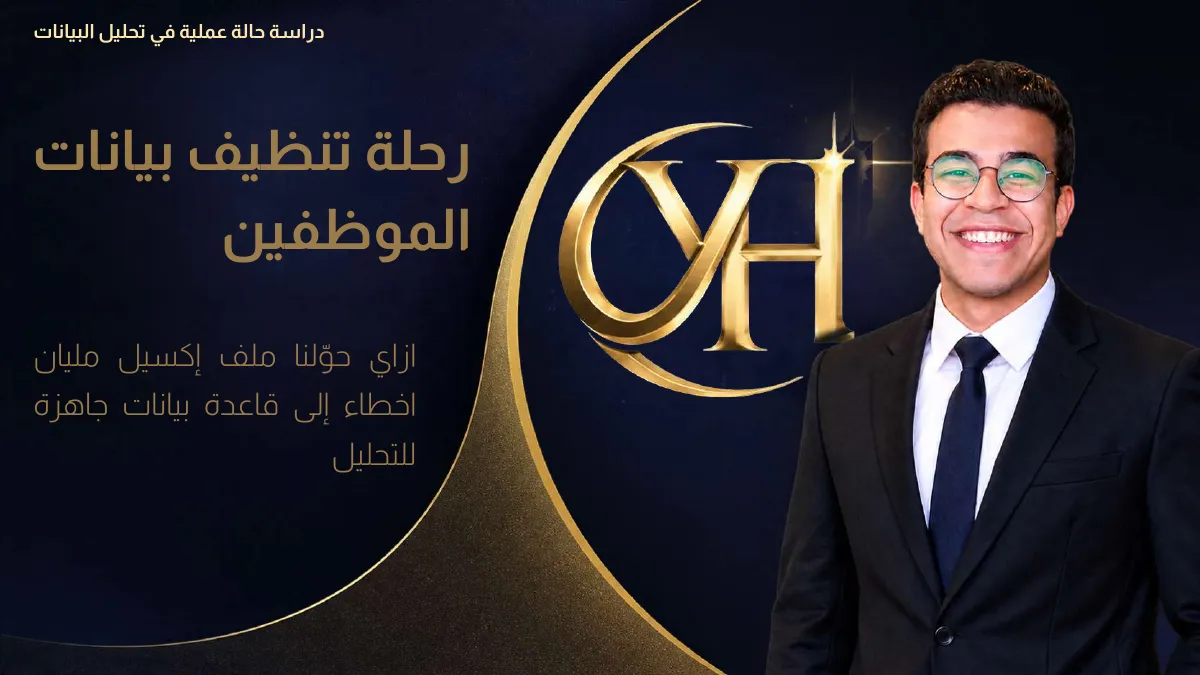 دراسة حالة عملية في تحليل البيانات
رحلة تنظيف بيانات
الموظفين
ازاي حوّلنا ملف إكسيل مليان
اخطاء إلى قاعدة بيانات جاهزة
للتحليل
YH